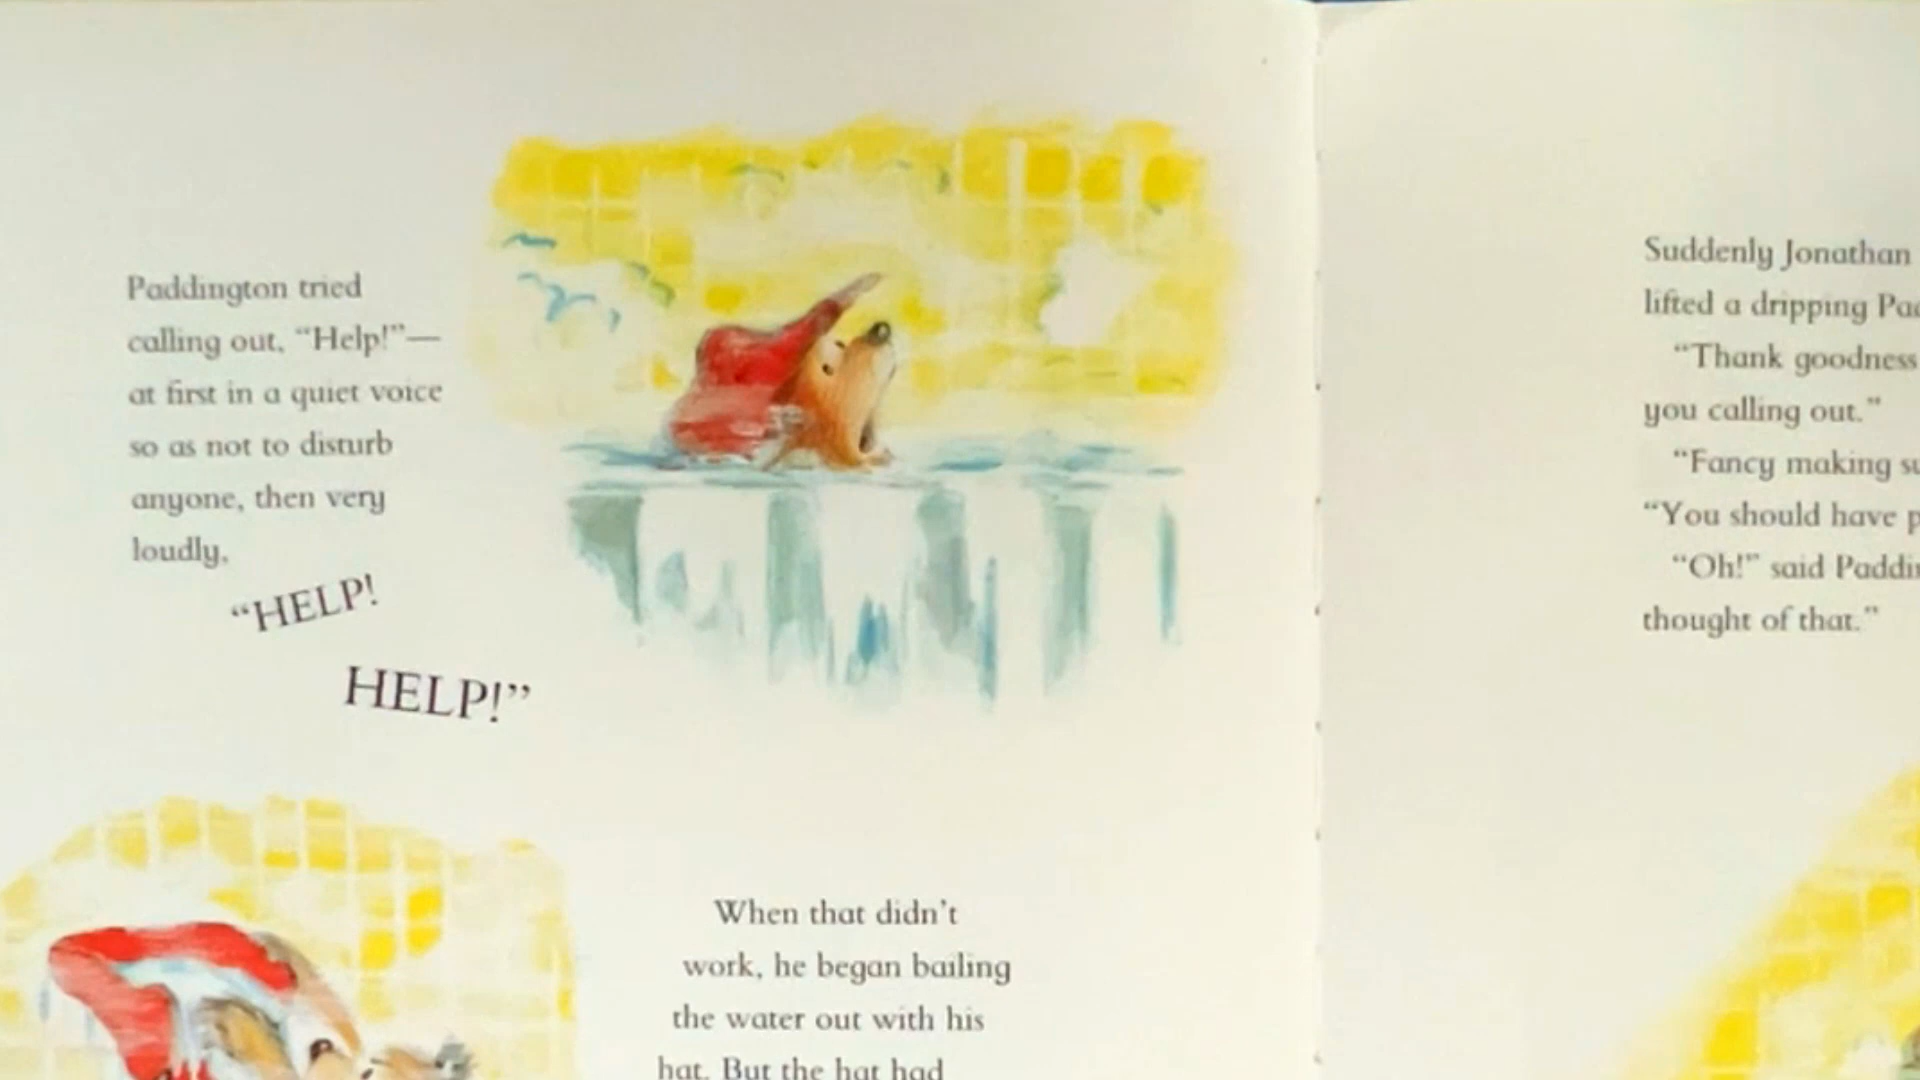 Paddington tried
calling out, “Help!”—
at first in a quiet voice
so as not to disturb
anyone, then very
loudly,
“HELP!
HELP!”
When that didn’t
work, he began bailing
the water out with his
hat. But the hat had
Suddenly Jonathan
lifted a dripping
“Thank goodness
you calling out.”
“Fancy making
“You should have
“Oh!” said
thought of that.”